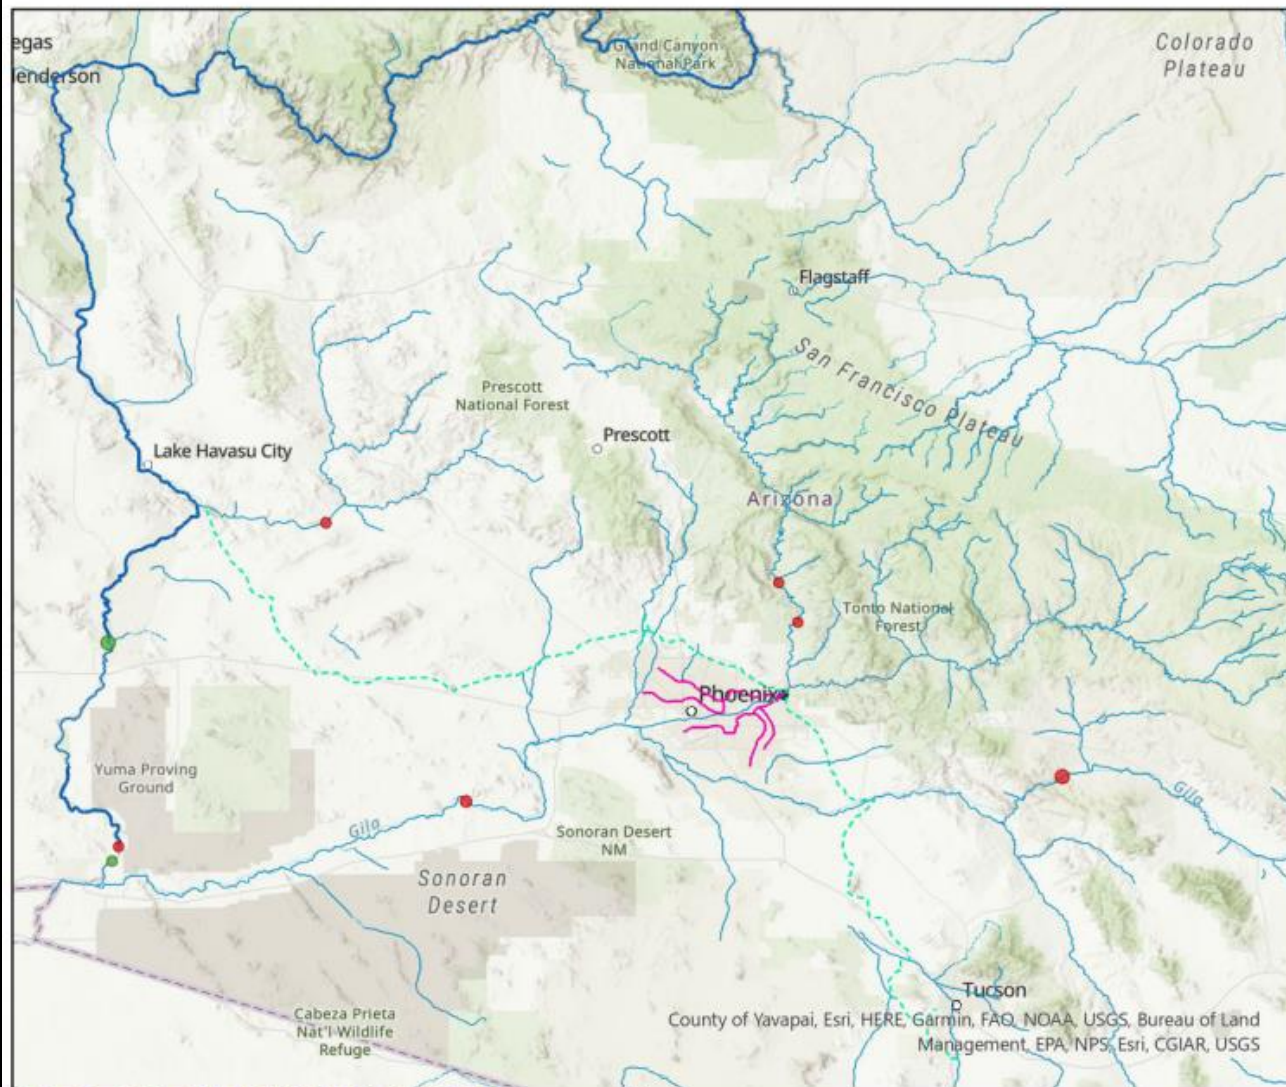 egas
Henderson
Grand Canyon
National Park
Colorado
Plateau
Flagstaff
San Francisco Plateau
Prescott
National Forest
Prescott
Lake Havasu City
Arizona
Tonto National
Forest
Phoenix
Yuma Proving
Ground
Gila
Gila
Sonoran Desert
NM
Sonoran
Desert
Tucson
Cabeza Prieta
Nat'l Wildlife
Refuge
County of Yavapai, Esri, HERE, Garmin, FAO, NOAA, USGS, Bureau of Land
Management, EPA, NPS, Esri, CGIAR, USGS